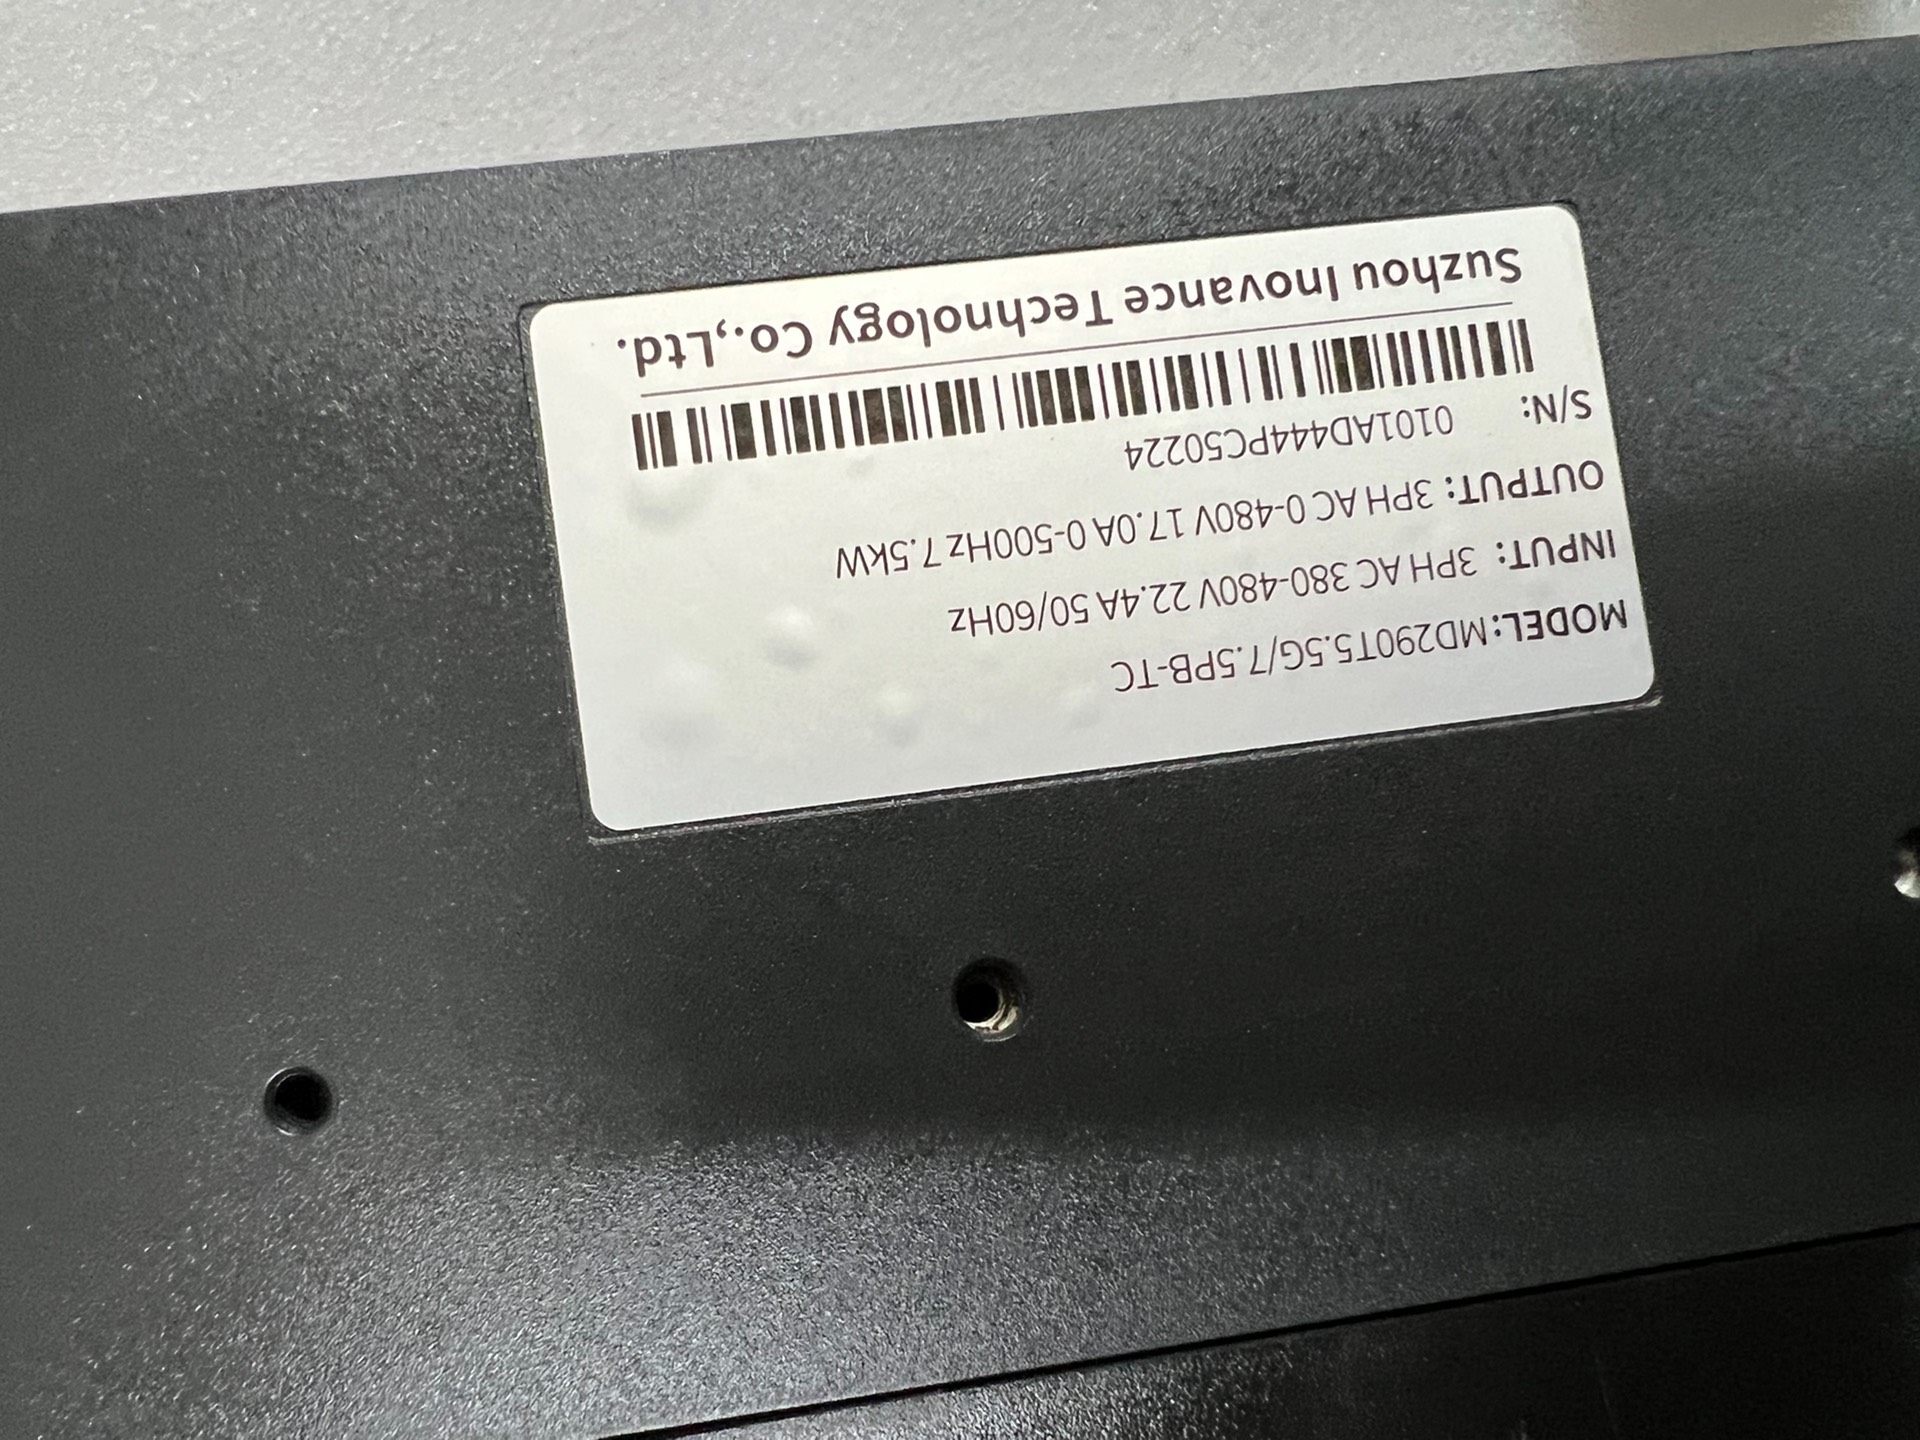 MODEL:MD290T5.5G/7.5PB-TC
INPUT: 3PH AC 380-480V 22.4A 50/60Hz
OUTPUT: 3PH AC 0-480V 17.0A 0-500Hz 7.5kW
S/N: 0101AD444PC50224
Suzhou Inovance Technology Co.,Ltd.